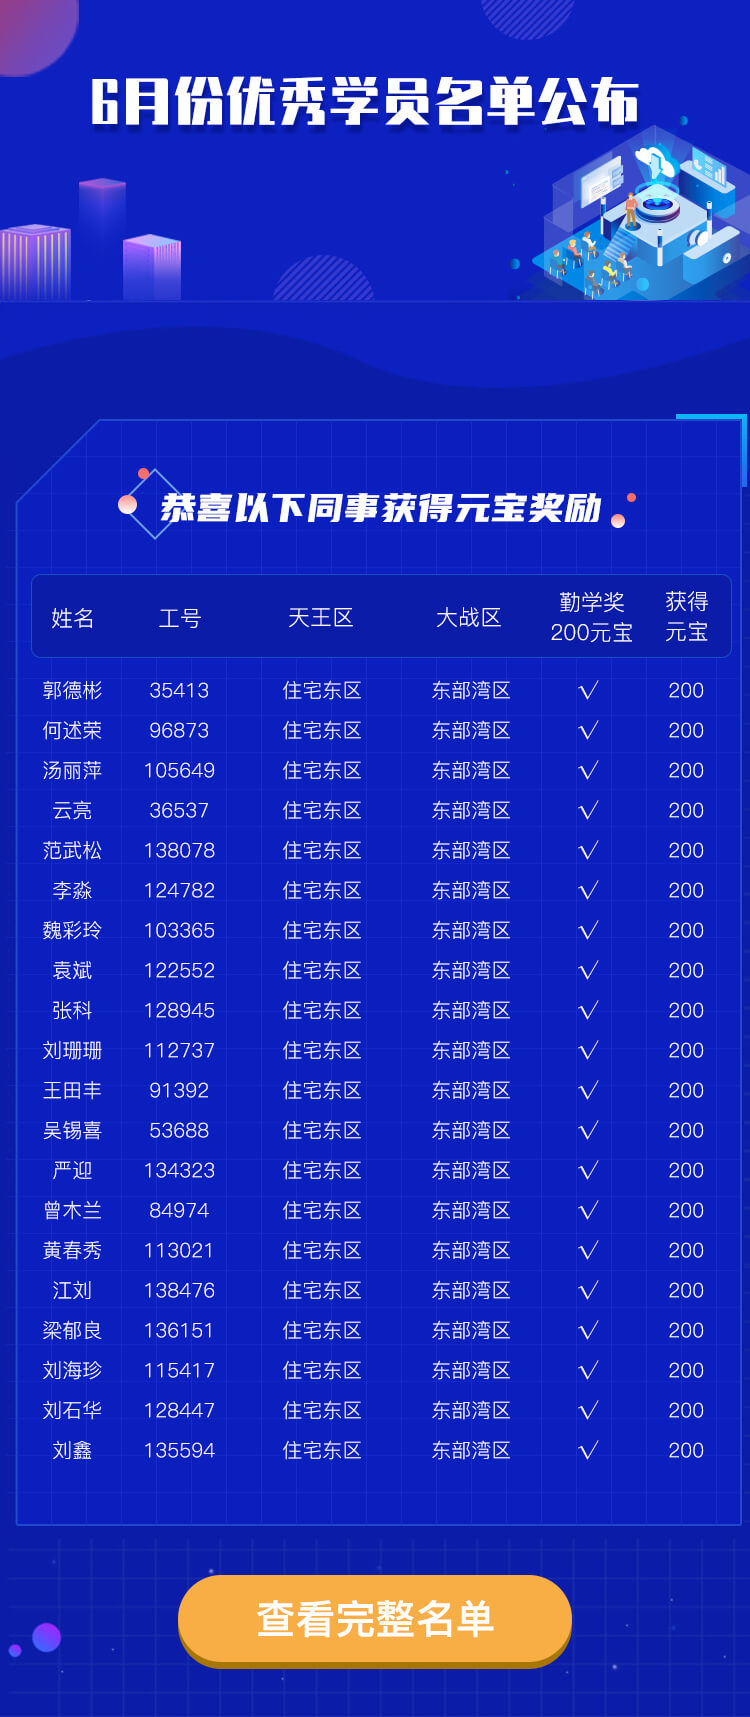 6月份优秀学员名单公布
恭喜以下同事获得元宝奖励
姓名 工号 天王区 大战区 勤学奖 200元宝 获得 元宝
郭德彬 35413 住宅东区 东部湾区 √ 200
何述荣 96873 住宅东区 东部湾区 √ 200
汤丽萍 105649 住宅东区 东部湾区 √ 200
云亮 36537 住宅东区 东部湾区 √ 200
范武松 138078 住宅东区 东部湾区 √ 200
李淼 124782 住宅东区 东部湾区 √ 200
魏彩玲 103365 住宅东区 东部湾区 √ 200
袁斌 122552 住宅东区 东部湾区 √ 200
张科 128945 住宅东区 东部湾区 √ 200
刘珊珊 112737 住宅东区 东部湾区 √ 200
王田丰 91392 住宅东区 东部湾区 √ 200
吴锡喜 53688 住宅东区 东部湾区 √ 200
严迎 134323 住宅东区 东部湾区 √ 200
曾木兰 84974 住宅东区 东部湾区 √ 200
黄春秀 113021 住宅东区 东部湾区 √ 200
江刘 138476 住宅东区 东部湾区 √ 200
梁郁良 136151 住宅东区 东部湾区 √ 200
刘海珍 115417 住宅东区 东部湾区 √ 200
刘石华 128447 住宅东区 东部湾区 √ 200
刘鑫 135594 住宅东区 东部湾区 √ 200
查看完整名单